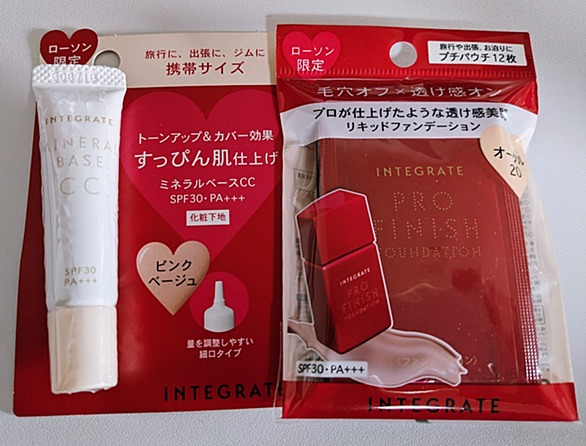 ローソン
限定
旅行に、出張に、ジムに
携帯サイズ
INTEGRATE
MINERAL
BASE
CC
SPF30
PA+++
トーンアップ&カバー効果
すっぴん肌仕上げ
ミネラルベースCC
SPF30・PA+++
化粧下地
ピンク
ベージュ
量を調整しやすい
細口タイプ
INTEGRATE
ローソン
限定
旅行や出張、お泊りに
プチパウチ12枚
毛穴オフ×透け感オン
プロが仕上げたような透け感美肌
リキッドファンデーション
オークル
20
INTEGRATE
PRO
FINISH
FOUNDATION
INTEGRATE
PRO
FINISH
FOUNDATION
SPF30・PA+++
INTEGRATE